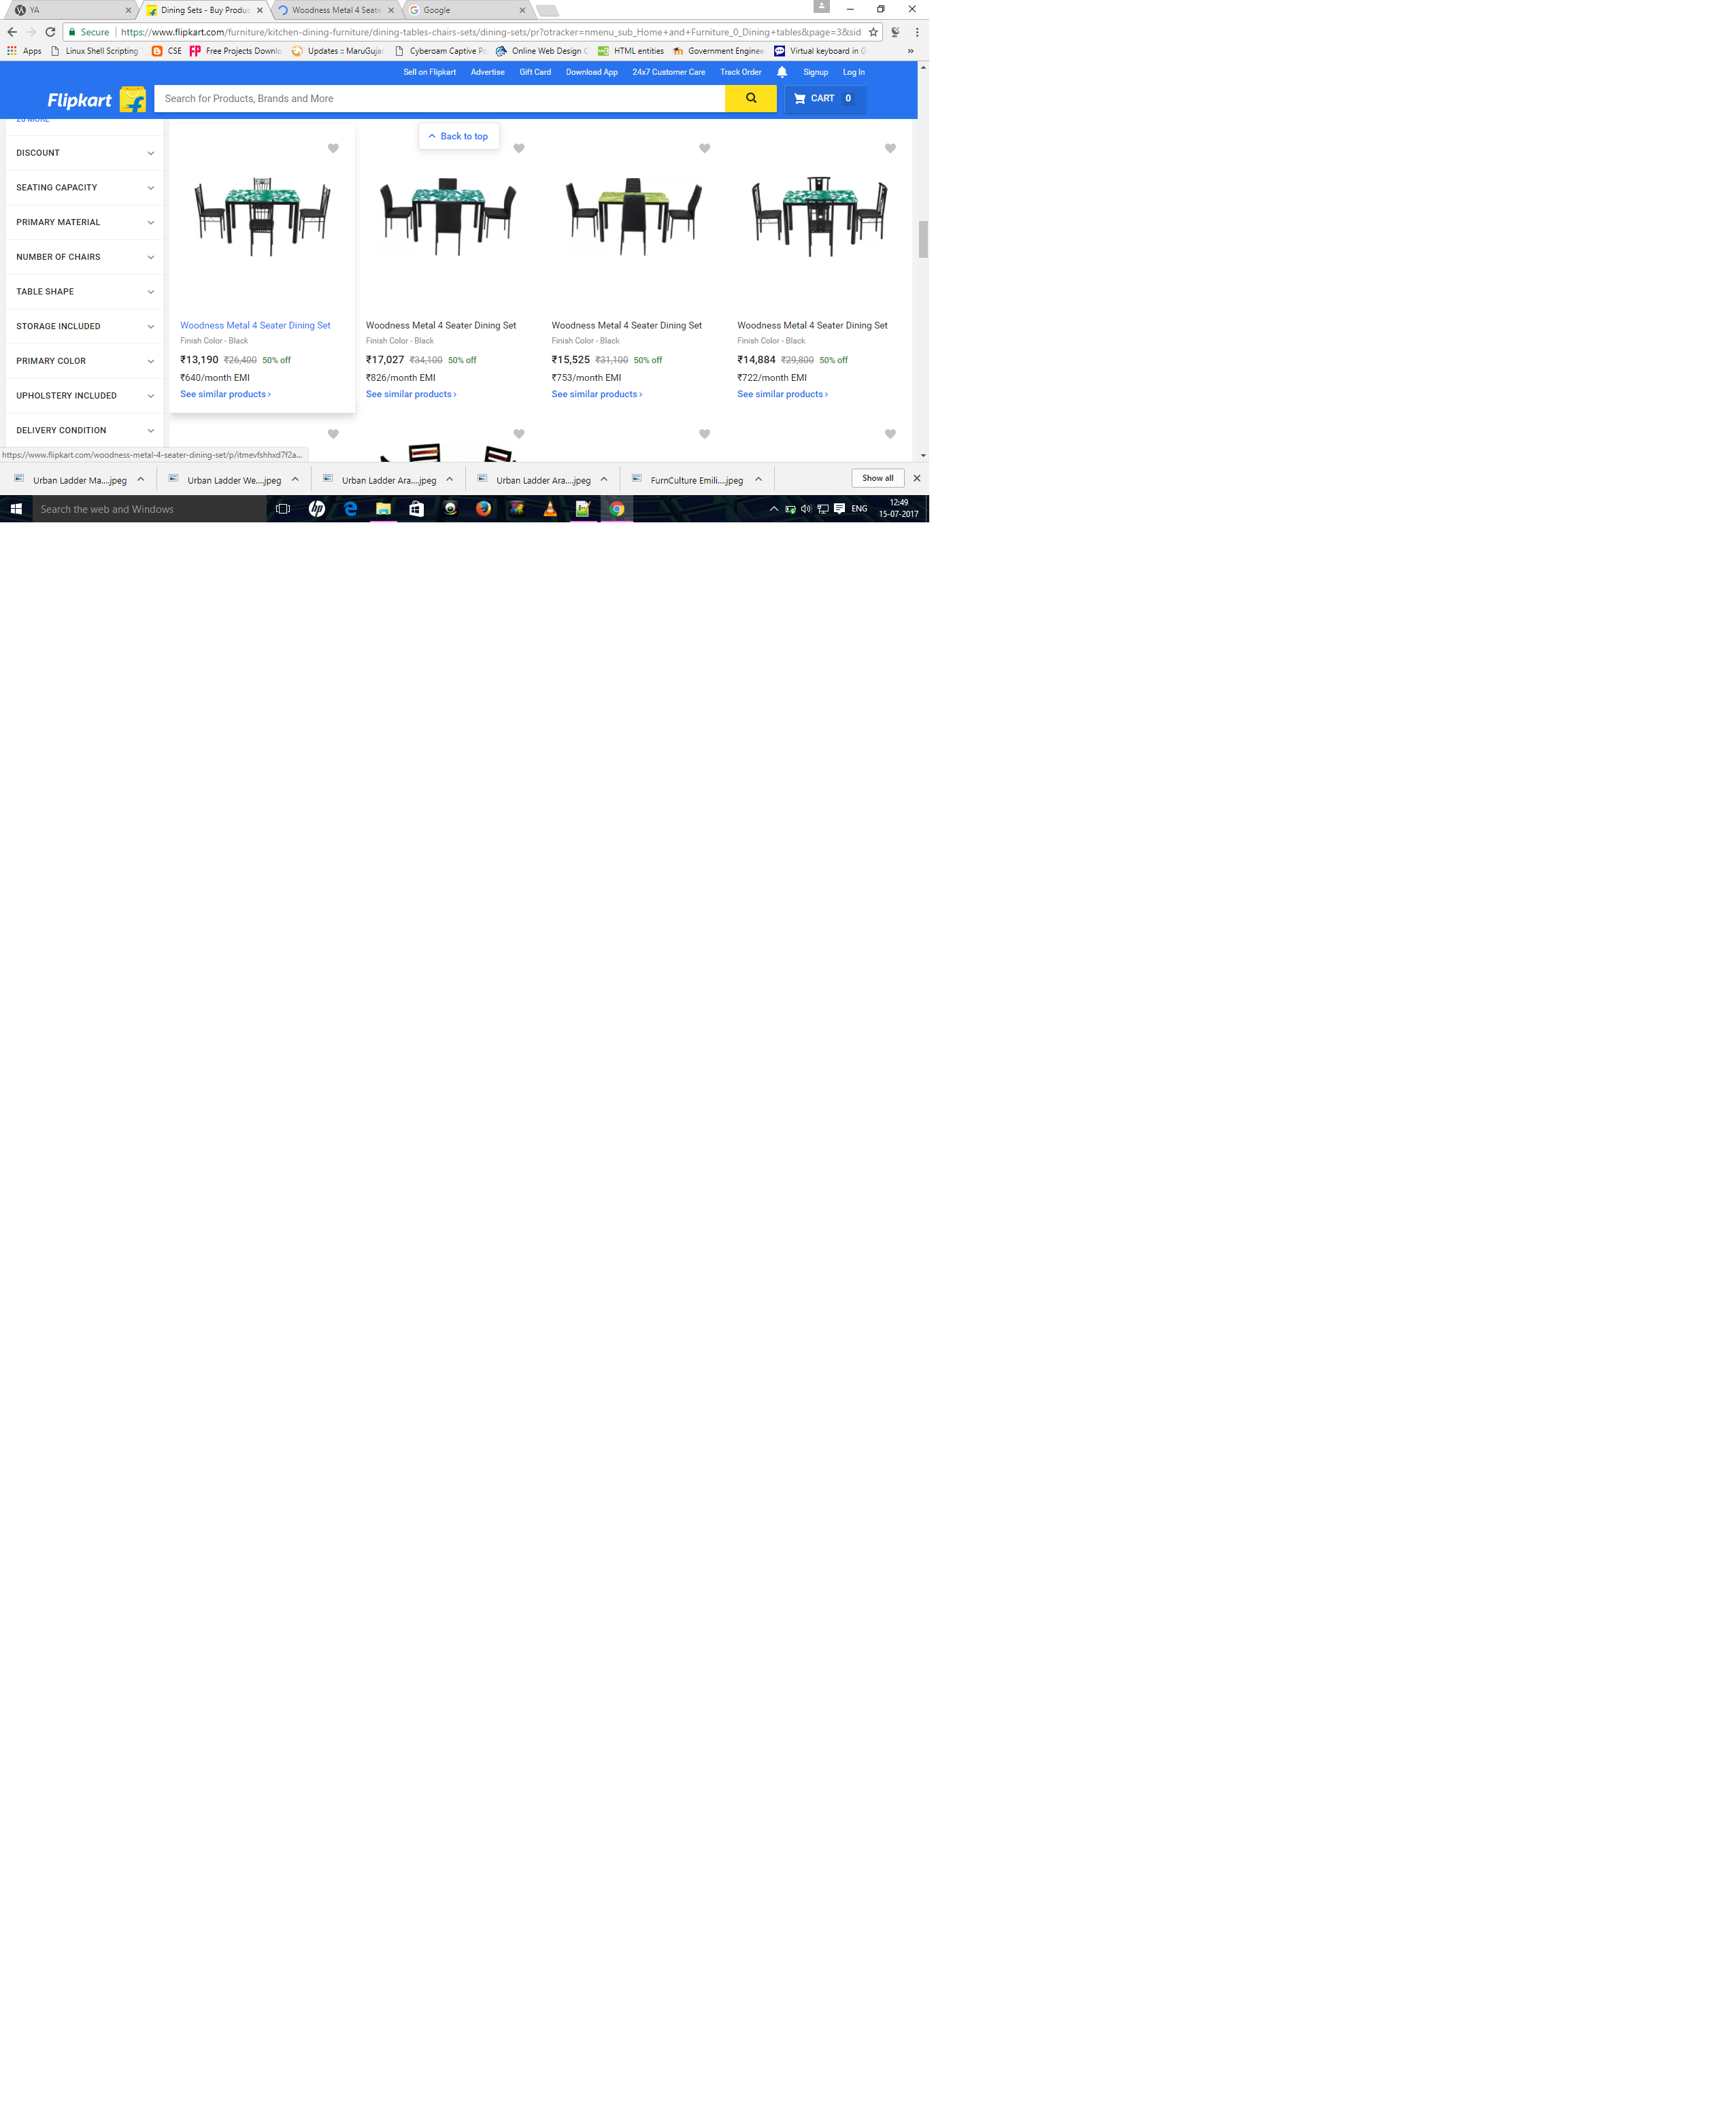 YA
Dining Sets - Buy Produc
Woodness Metal 4 Seate
Google
Secure
https://www.flipkart.com/furniture/kitchen-dining-furniture/dining-tables-chairs-sets/dining-sets/pr?otracker=nmenu_sub_Home+and+Furniture_0_Dining+tables&page=3&sid
Apps
Linux Shell Scripting
CSE
Free Projects Downlo
Updates :: MaruGujar
Cyberoam Captive Po
Online Web Design C
HTML entities
Government Enginee
Virtual keyboard in G
»
Sell on Flipkart
Advertise
Gift Card
Download App
24x7 Customer Care
Track Order
Signup
Log In
Flipkart
Search for Products, Brands and More
CART 0
20 MORE
Back to top
DISCOUNT
SEATING CAPACITY
PRIMARY MATERIAL
NUMBER OF CHAIRS
TABLE SHAPE
STORAGE INCLUDED
PRIMARY COLOR
UPHOLSTERY INCLUDED
DELIVERY CONDITION
Woodness Metal 4 Seater Dining Set
Finish Color - Black
₹13,190 ₹26,400 50% off
₹640/month EMI
See similar products ›
Woodness Metal 4 Seater Dining Set
Finish Color - Black
₹17,027 ₹34,100 50% off
₹826/month EMI
See similar products ›
Woodness Metal 4 Seater Dining Set
Finish Color - Black
₹15,525 ₹31,100 50% off
₹753/month EMI
See similar products ›
Woodness Metal 4 Seater Dining Set
Finish Color - Black
₹14,884 ₹29,800 50% off
₹722/month EMI
See similar products ›
https://www.flipkart.com/woodness-metal-4-seater-dining-set/p/itmevfshhxd7f2a...
Urban Ladder Ma....jpeg
Urban Ladder We....jpeg
Urban Ladder Ara....jpeg
Urban Ladder Ara....jpeg
FurnCulture Emili....jpeg
Show all
Search the web and Windows
hp
ENG
12:49
15-07-2017